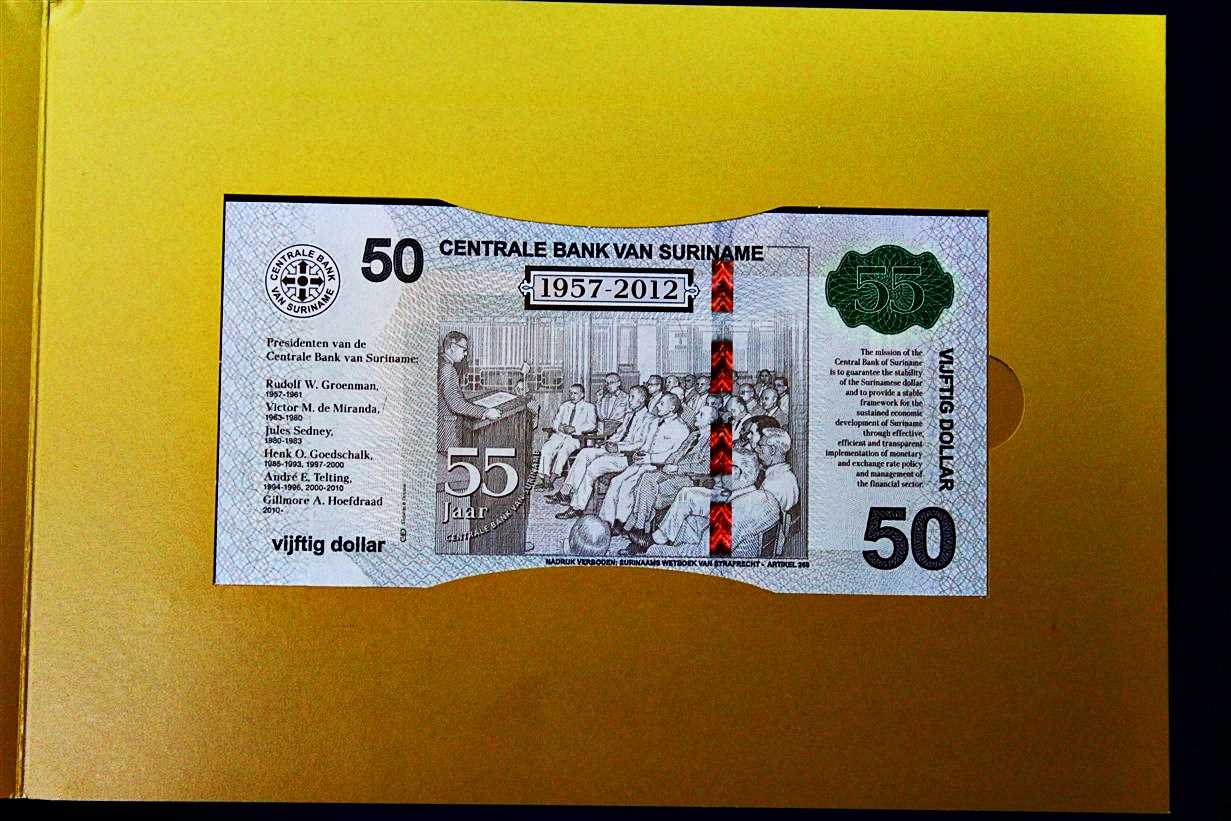 CENTRALE BANK
VAN SURINAME
50
CENTRALE BANK VAN SURINAME
1957-2012
55
Presidenten van de
Centrale Bank van Suriname:
Rudolf W. Groenman,
1957-1961
Victor M. de Miranda,
1963-1980
Jules Sedney,
1980-1983
Henk O. Goedschalk,
1985-1993, 1997-2000
André E. Telting,
1994-1996, 2000-2010
Gillmore A. Hoefdraad
2010-
vijftig dollar
55
Jaar
CENTRALE BANK VAN SURINAME
NADRUK VERBODEN; SURINAAMS WETBOEK VAN STRAFRECHT - ARTIKEL 268
The mission of the
Central Bank of Suriname
is to guarantee the stability
of the Surinamese dollar
and to provide a stable
framework for the
sustained economic
development of Suriname
through effective,
efficient and transparent
implementation of monetary
and exchange rate policy
and management of
the financial sector.
VIJFTIG DOLLAR
50